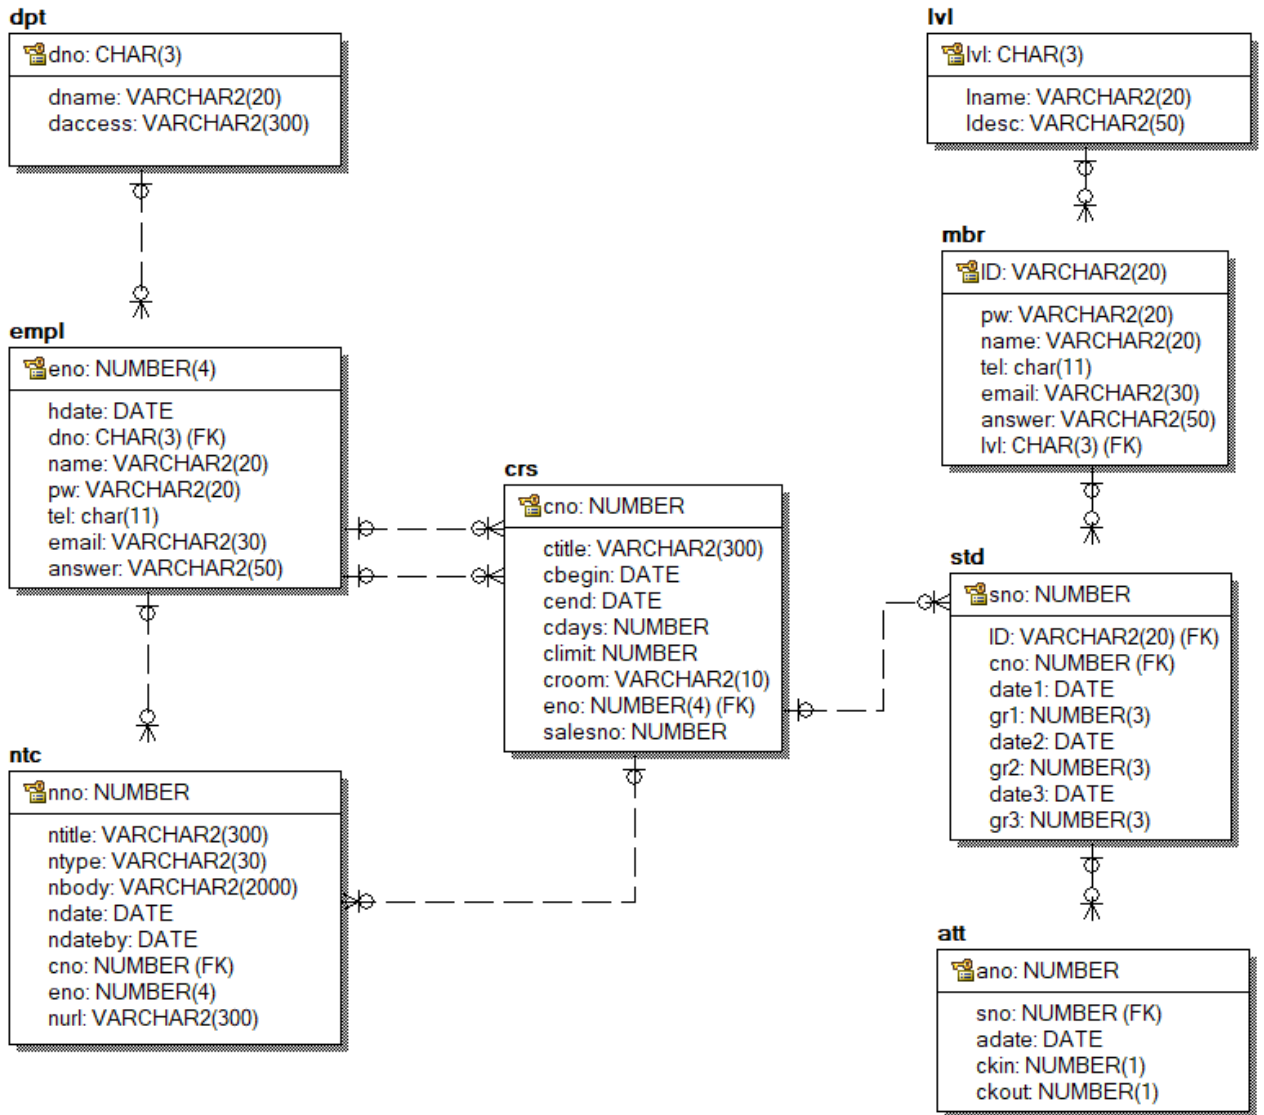 dpt
dno: CHAR(3)
dname: VARCHAR2(20)
daccess: VARCHAR2(300)
empl
eno: NUMBER(4)
hdate: DATE
dno: CHAR(3) (FK)
name: VARCHAR2(20)
pw: VARCHAR2(20)
tel: char(11)
email: VARCHAR2(30)
answer: VARCHAR2(50)
ntc
nno: NUMBER
ntitle: VARCHAR2(300)
ntype: VARCHAR2(30)
nbody: VARCHAR2(2000)
ndate: DATE
ndateby: DATE
cno: NUMBER (FK)
eno: NUMBER(4)
nurl: VARCHAR2(300)
crs
cno: NUMBER
ctitle: VARCHAR2(300)
cbegin: DATE
cend: DATE
cdays: NUMBER
climit: NUMBER
croom: VARCHAR2(10)
eno: NUMBER(4) (FK)
salesno: NUMBER
lvl
lvl: CHAR(3)
lname: VARCHAR2(20)
ldesc: VARCHAR2(50)
mbr
ID: VARCHAR2(20)
pw: VARCHAR2(20)
name: VARCHAR2(20)
tel: char(11)
email: VARCHAR2(30)
answer: VARCHAR2(50)
lvl: CHAR(3) (FK)
std
sno: NUMBER
ID: VARCHAR2(20) (FK)
cno: NUMBER (FK)
date1: DATE
gr1: NUMBER(3)
date2: DATE
gr2: NUMBER(3)
date3: DATE
gr3: NUMBER(3)
att
ano: NUMBER
sno: NUMBER (FK)
adate: DATE
ckin: NUMBER(1)
ckout: NUMBER(1)